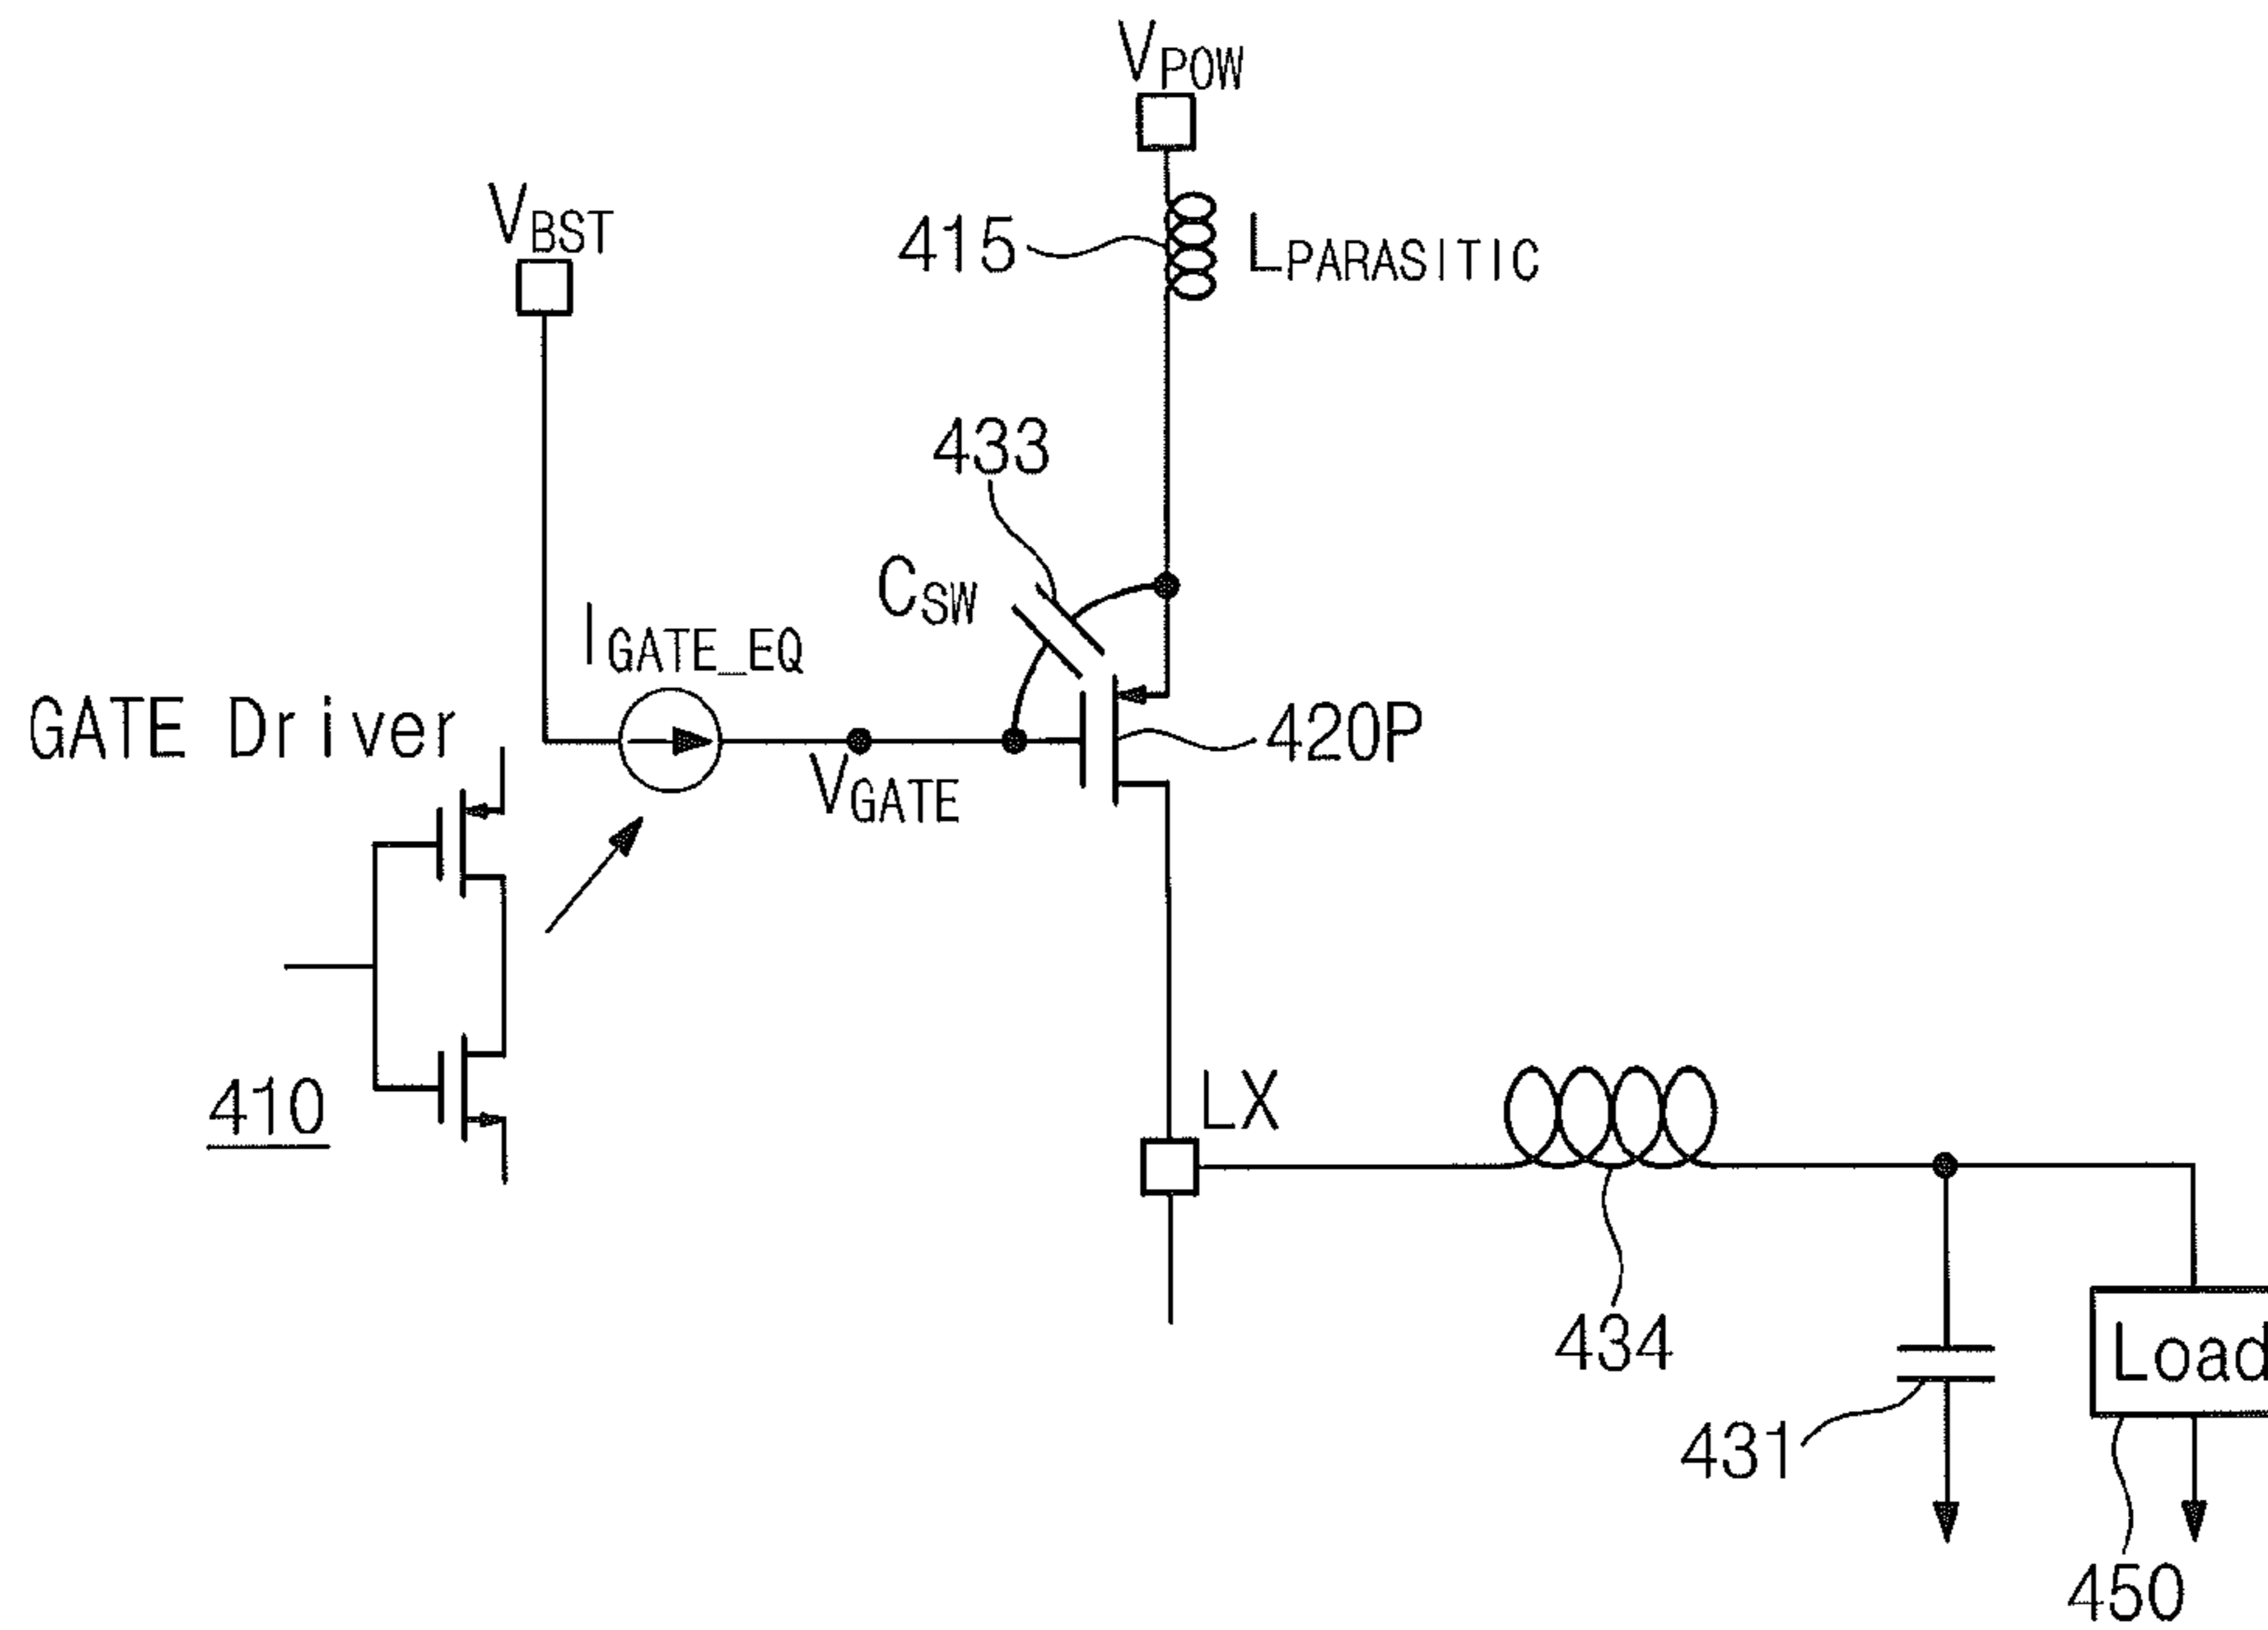 VPOW
VBST
415
LPARASITIC
433
CSW
IGATE_EQ
GATE Driver
420P
VGATE
LX
410
434
Load
431
450